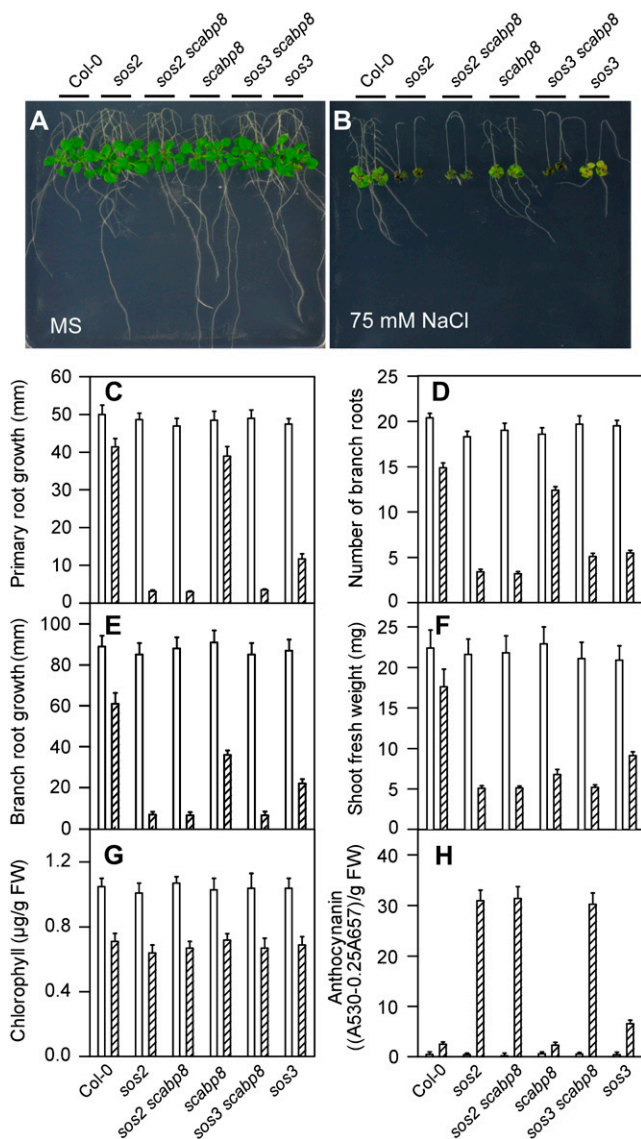 Col-0 sos2 sos2 scabp8 scabp8 sos3 scabp8 sos3 Col-0 sos2 sos2 scabp8 scabp8 sos3 scabp8 sos3
A B
MS 75 mM NaCl
C
Primary root growth (mm)
60
50
40
30
20
10
0
D
Number of branch roots
25
20
15
10
5
0
E
Branch root growth (mm)
100
80
60
40
20
0
F
Shoot fresh weight (mg)
25
20
15
10
5
0
G
Chlorophyll (µg/g FW)
1.2
0.9
0.6
0.3
0.0
Col-0 sos2 sos2 scabp8 scabp8 sos3 scabp8 sos3
H
Anthocynanin
((A530-0.25A657)/g FW)
40
30
20
10
0
Col-0 sos2 sos2 scabp8 scabp8 sos3 scabp8 sos3